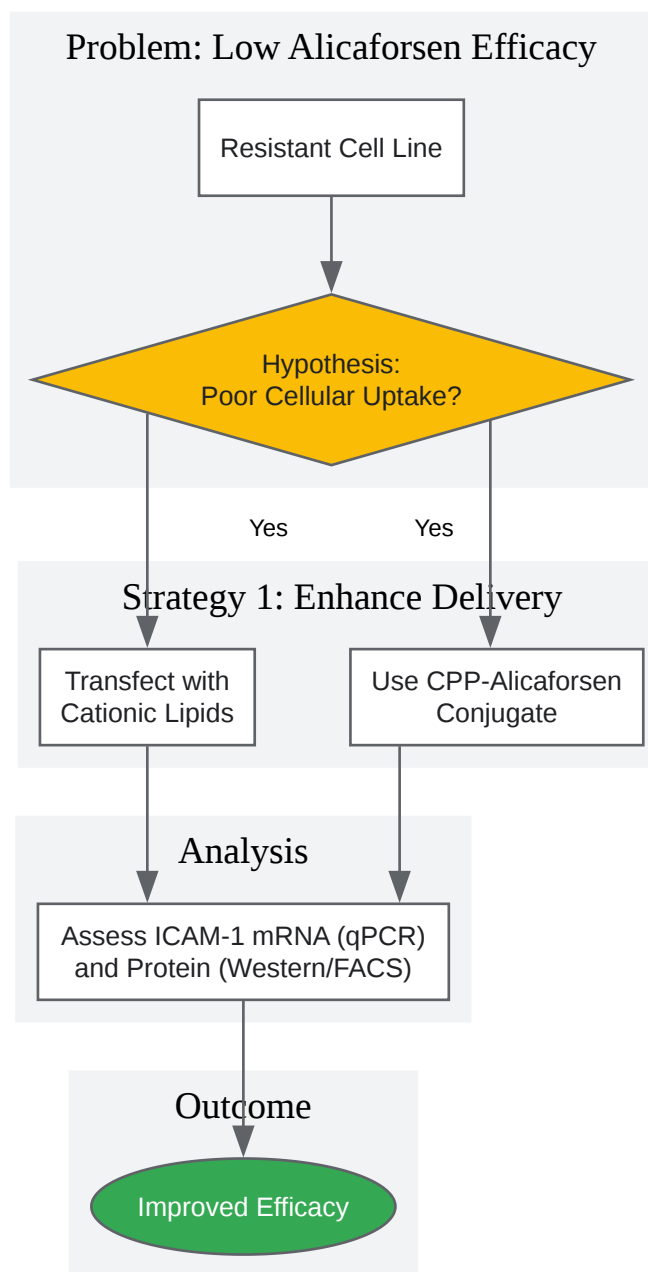 Problem: Low Alicaforsen Efficacy
Resistant Cell Line
Hypothesis:
Poor Cellular Uptake?
Yes
Yes
Strategy 1: Enhance Delivery
Transfect with
Cationic Lipids
Use CPP-Alicaforsen
Conjugate
Analysis
Assess ICAM-1 mRNA (qPCR)
and Protein (Western/FACS)
Outcome
Improved Efficacy